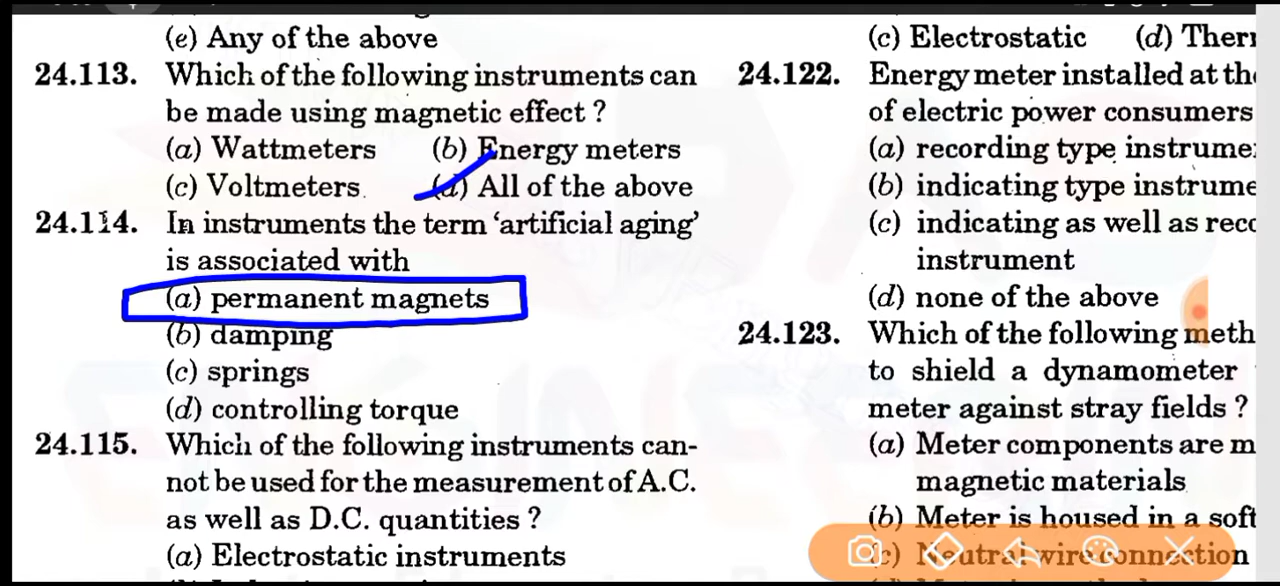 (e) Any of the above
24.113. Which of the following instruments can
be made using magnetic effect ?
(a) Wattmeters (b) Energy meters
(c) Voltmeters (d) All of the above
24.114. In instruments the term ‘artificial aging’
is associated with
(a) permanent magnets
(b) damping
(c) springs
(d) controlling torque
24.115. Which of the following instruments can-
not be used for the measurement of A.C.
as well as D.C. quantities ?
(a) Electrostatic instruments
(c) Electrostatic (d)
24.122. Energy meter installed at
of electric power consumers
(a) recording type
(b) indicating type
(c) indicating as well as
instrument
(d) none of the above
24.123. Which of the following
to shield a dynamometer
meter against stray fields ?
(a) Meter components are
magnetic materials
(b) Meter is housed in a soft
(c) Neutral wire connection